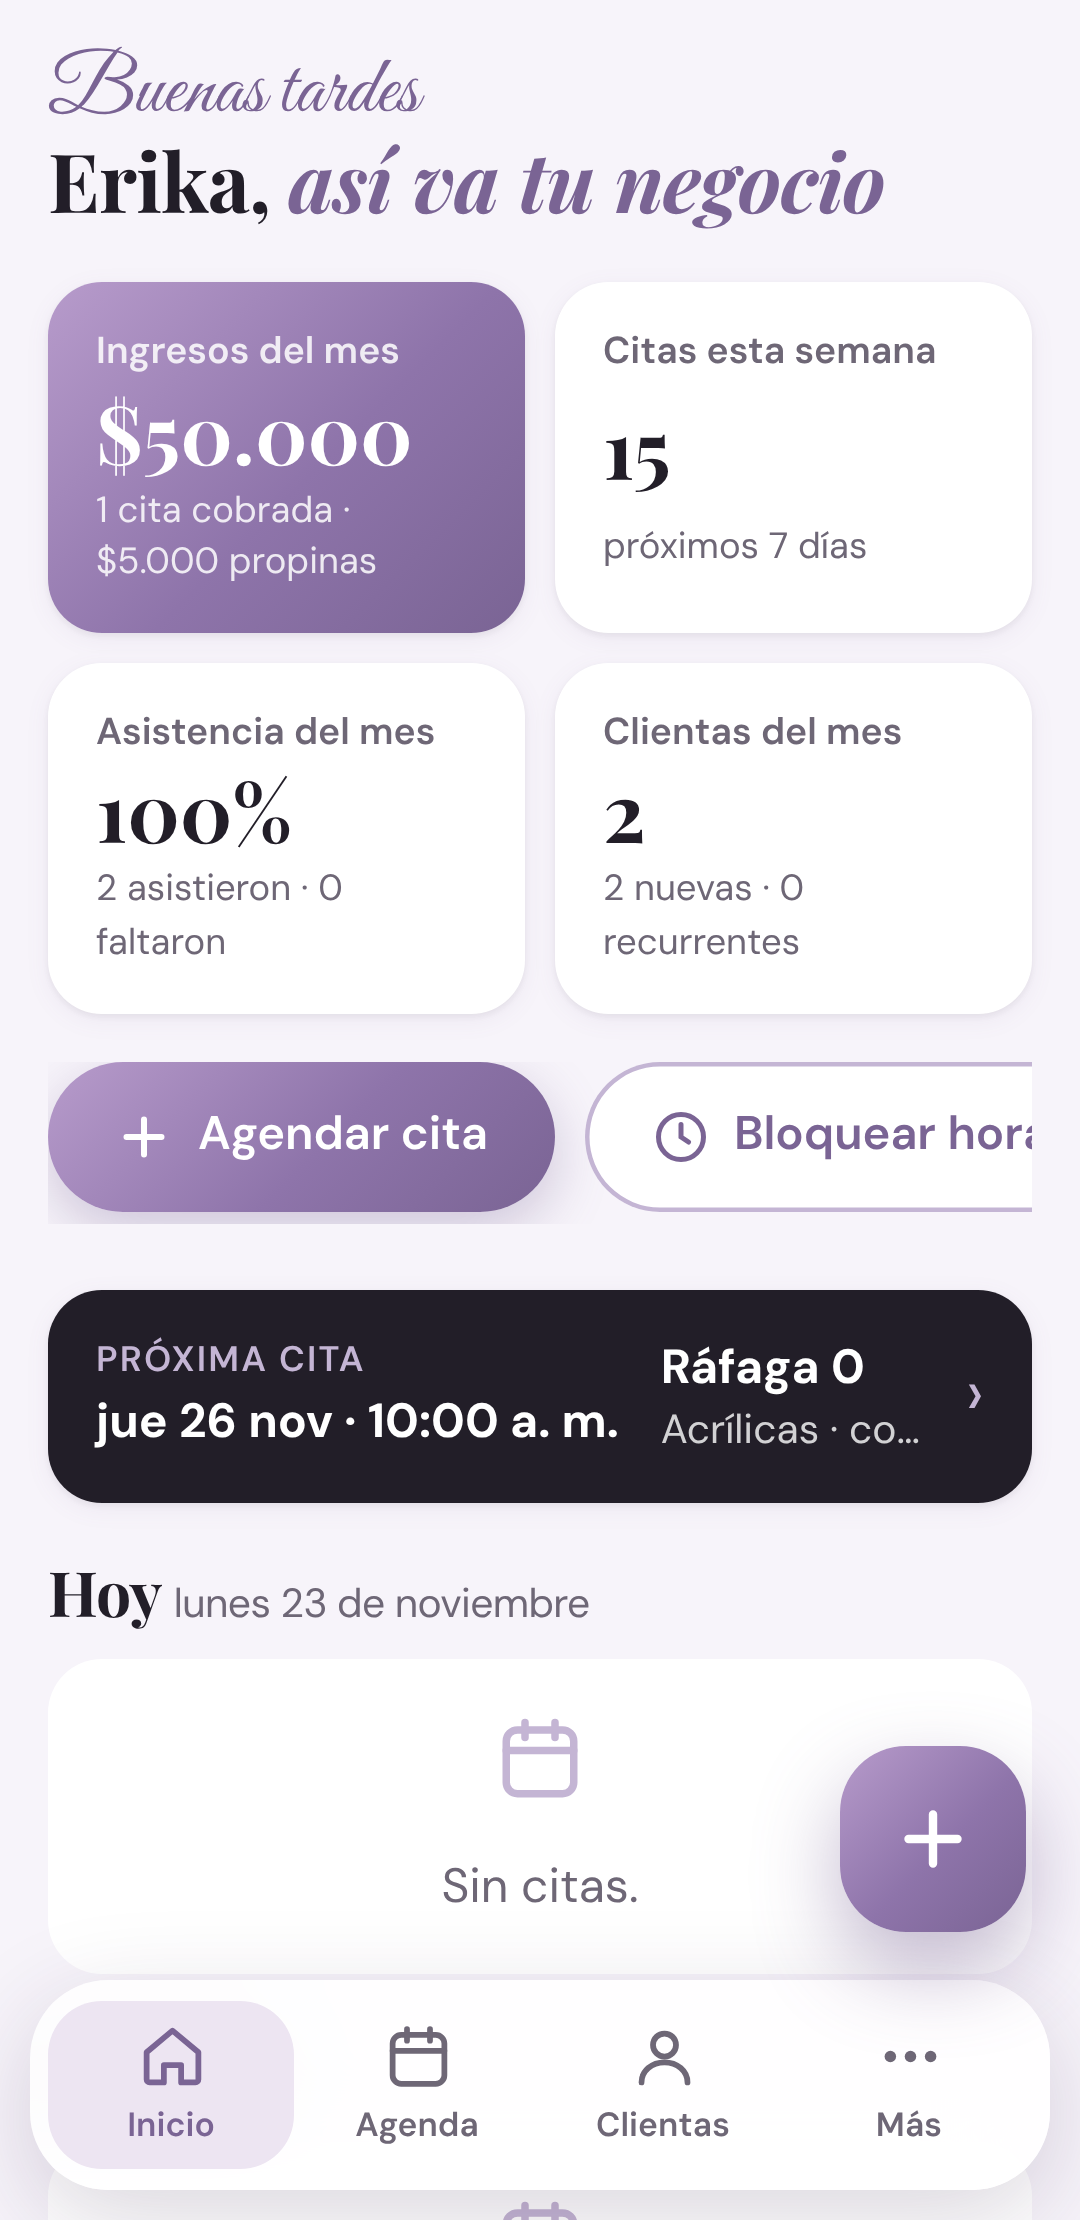 Buenas tardes
Erika, así va tu negocio
Ingresos del mes
$50.000
1 cita cobrada ·
$5.000 propinas
Citas esta semana
15
próximos 7 días
Asistencia del mes
100%
2 asistieron · 0
faltaron
Clientas del mes
2
2 nuevas · 0
recurrentes
Agendar cita
Bloquear hora
PRÓXIMA CITA
jue 26 nov · 10:00 a. m.
Ráfaga 0
Acrílicas · co...
Hoy lunes 23 de noviembre
Sin citas.
Inicio
Agenda
Clientas
Más